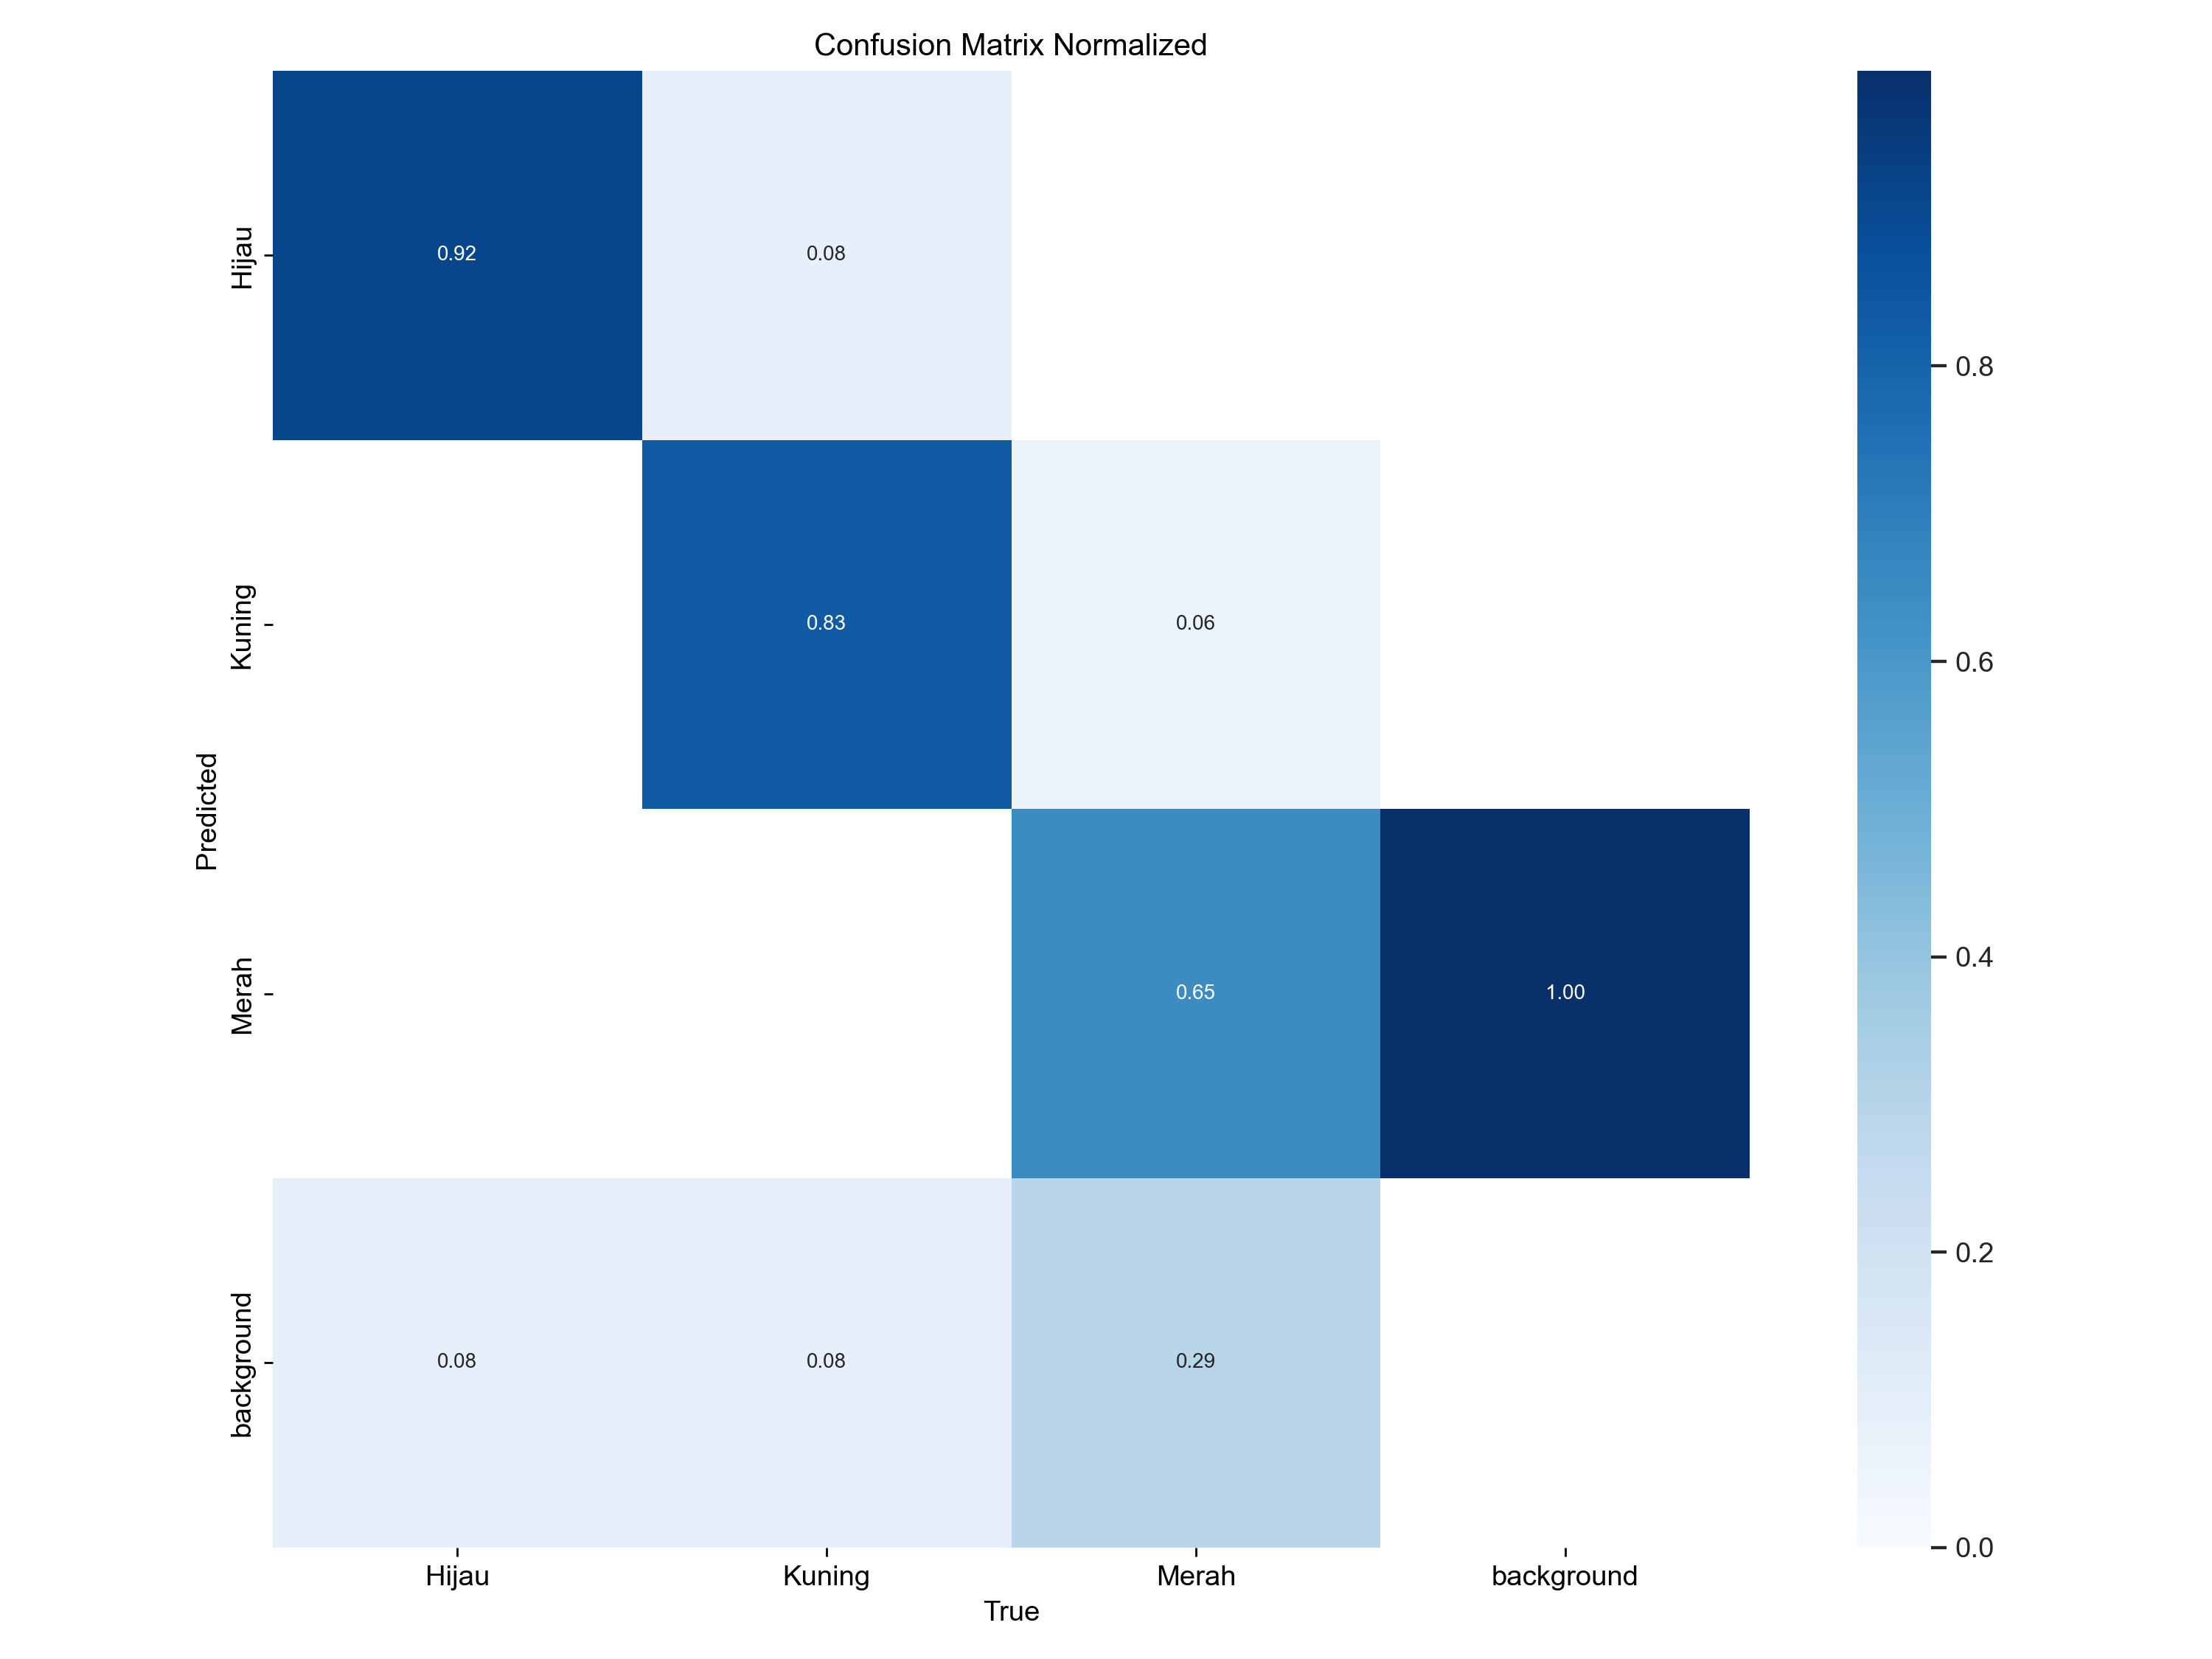 Confusion Matrix Normalized
Hijau
0.92
0.08
Kuning
0.83
0.06
Merah
0.65
1.00
background
0.08
0.08
0.29
Predicted
Hijau
Kuning
Merah
background
True
0.8
0.6
0.4
0.2
0.0